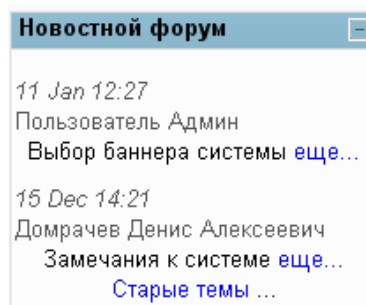 Новостной форум
11 Jan 12:27
Пользователь Админ
Выбор баннера системы еще...
15 Dec 14:21
Домрачев Денис Алексеевич
Замечания к системе еще...
Старые темы ...